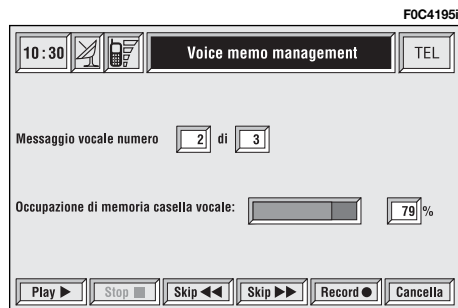 F0C4195i
10:30 Voice memo management TEL
Messaggio vocale numero 2 di 3
Occupazione di memoria casella vocale: 79 %
Play Stop Skip Skip Record Cancella